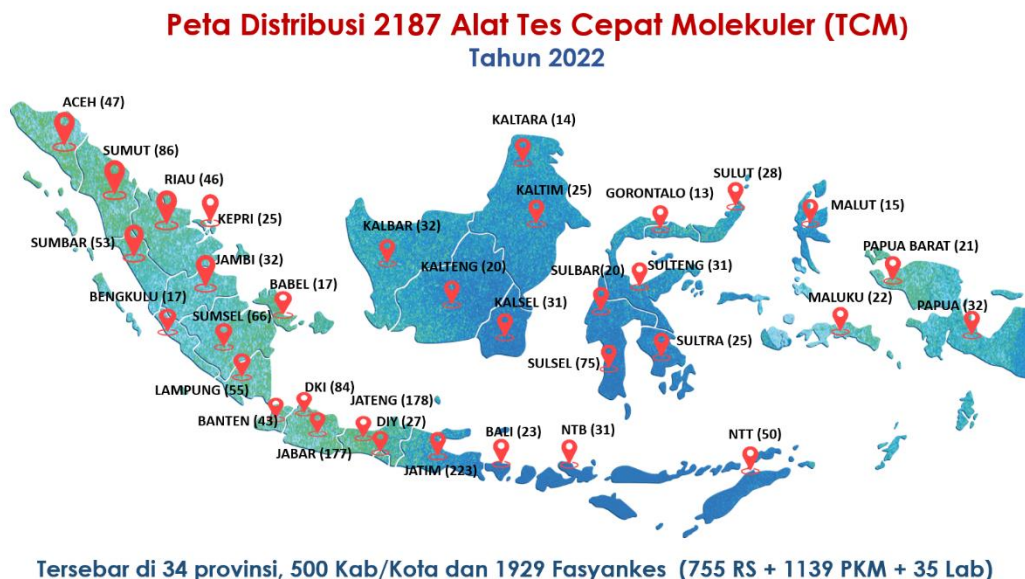 Peta Distribusi 2187 Alat Tes Cepat Molekuler (TCM)
Tahun 2022
ACEH (47)
SUMUT (86)
RIAU (46)
KEPRI (25)
SUMBAR (53)
JAMBI (32)
BABEL (17)
BENGKULU (17)
SUMSEL (66)
LAMPUNG (55)
DKI (84)
JATENG (178)
BANTEN (43)
DIY (27)
JABAR (177)
JATIM (223)
BALI (23)
NTB (31)
NTT (50)
KALTARA (14)
KALTIM (25)
KALBAR (32)
KALTENG (20)
KALSEL (31)
GORONTALO (13)
SULUT (28)
SULBAR(20)
SULTENG (31)
SULSEL (75)
SULTRA (25)
MALUT (15)
PAPUA BARAT (21)
MALUKU (22)
PAPUA (32)
Tersebar di 34 provinsi, 500 Kab/Kota dan 1929 Fasyankes (755 RS + 1139 PKM + 35 Lab)